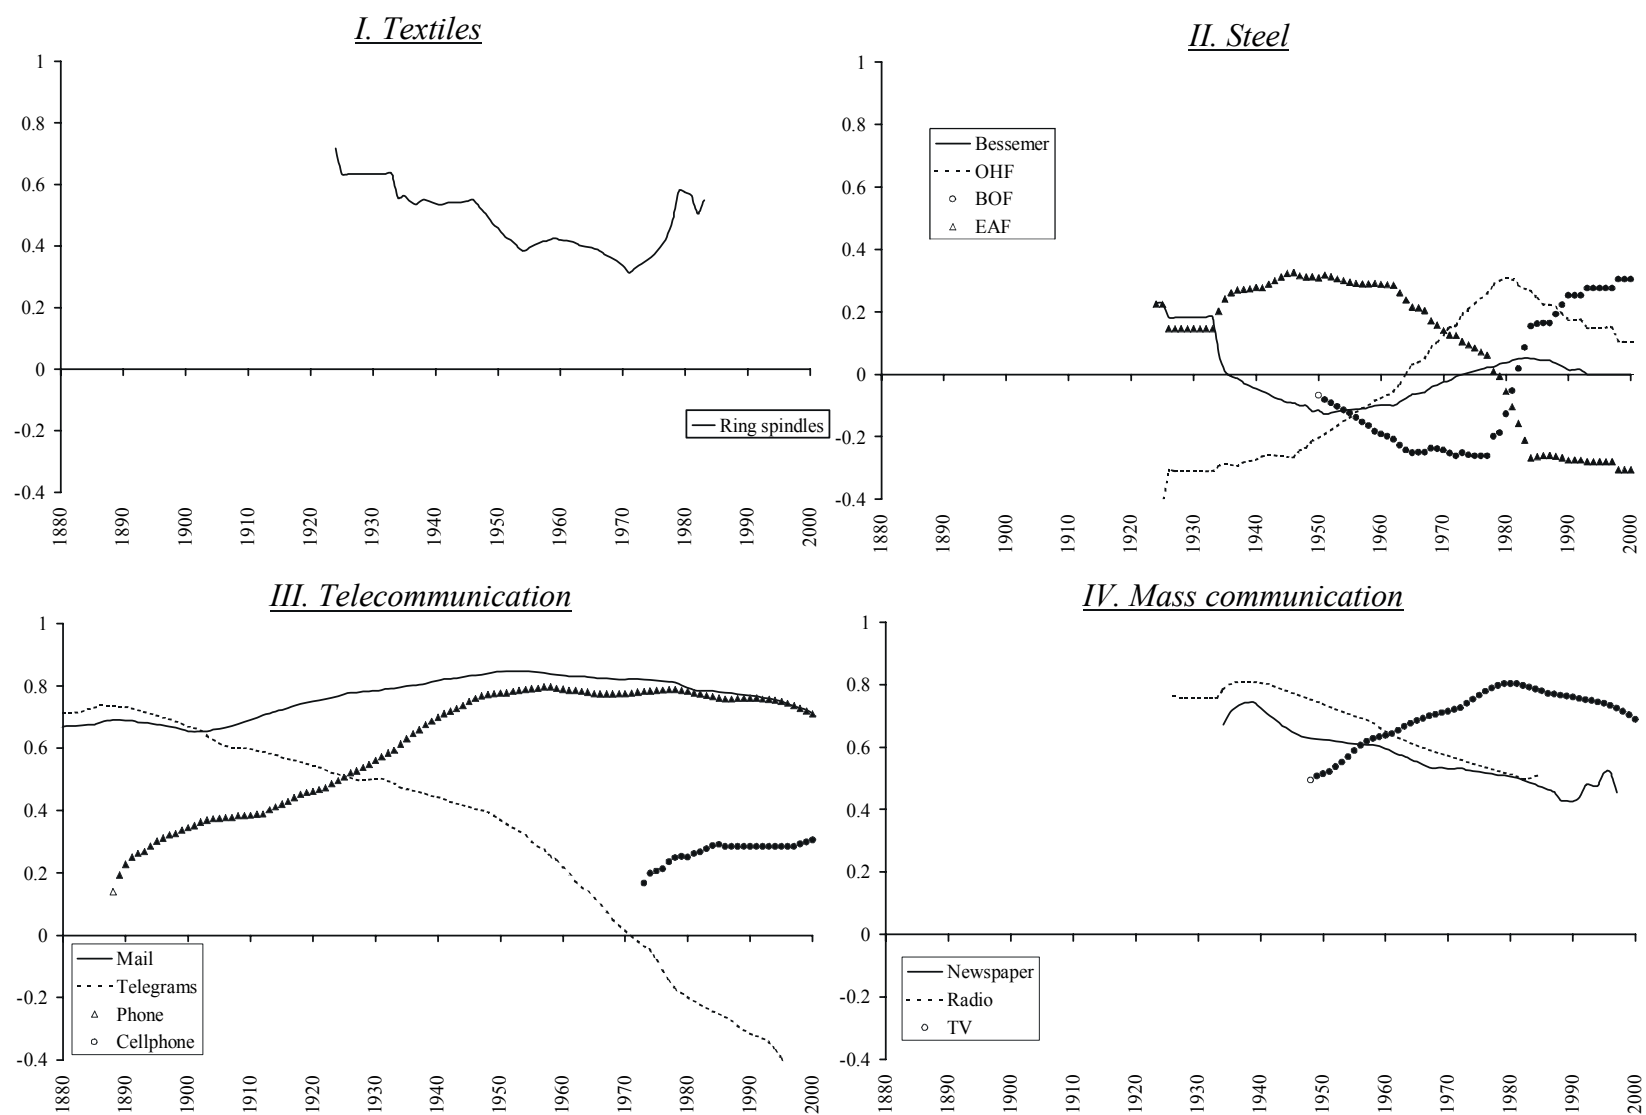 I. Textiles
1
0.8
0.6
0.4
0.2
0
-0.2
-0.4
Ring spindles
1880 1890 1900 1910 1920 1930 1940 1950 1960 1970 1980 1990 2000
II. Steel
1
0.8
0.6
0.4
0.2
0
-0.2
-0.4
Bessemer
OHF
BOF
EAF
1880 1890 1900 1910 1920 1930 1940 1950 1960 1970 1980 1990 2000
III. Telecommunication
1
0.8
0.6
0.4
0.2
0
-0.2
-0.4
Mail
Telegrams
Phone
Cellphone
1880 1890 1900 1910 1920 1930 1940 1950 1960 1970 1980 1990 2000
IV. Mass communication
1
0.8
0.6
0.4
0.2
0
-0.2
-0.4
Newspaper
Radio
TV
1880 1890 1900 1910 1920 1930 1940 1950 1960 1970 1980 1990 2000